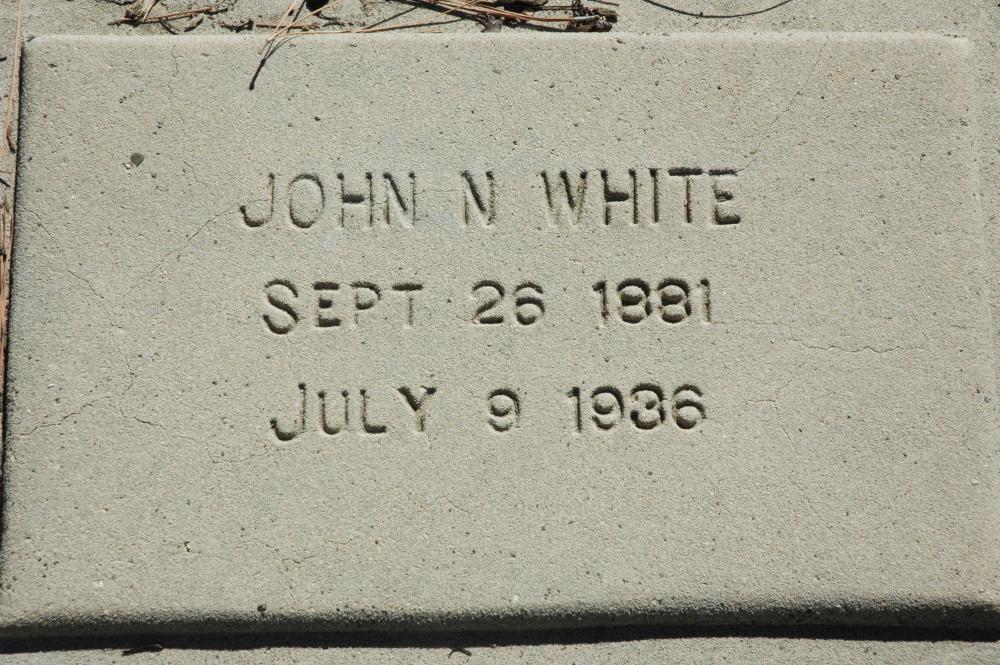 JOHN N WHITE
SEPT 26 1881
JULY 9 1936